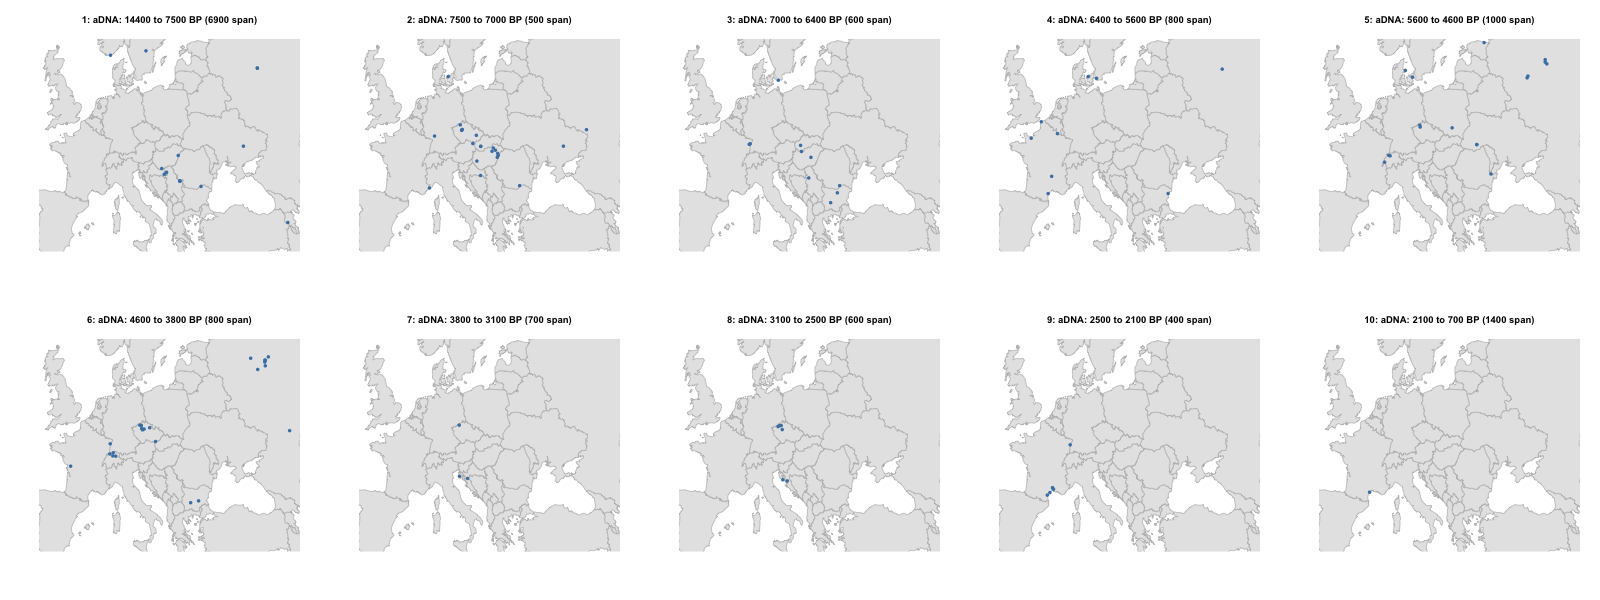 1: aDNA: 14400 to 7500 BP (6900 span)
2: aDNA: 7500 to 7000 BP (500 span)
3: aDNA: 7000 to 6400 BP (600 span)
4: aDNA: 6400 to 5600 BP (800 span)
5: aDNA: 5600 to 4600 BP (1000 span)
6: aDNA: 4600 to 3800 BP (800 span)
7: aDNA: 3800 to 3100 BP (700 span)
8: aDNA: 3100 to 2500 BP (600 span)
9: aDNA: 2500 to 2100 BP (400 span)
10: aDNA: 2100 to 700 BP (1400 span)